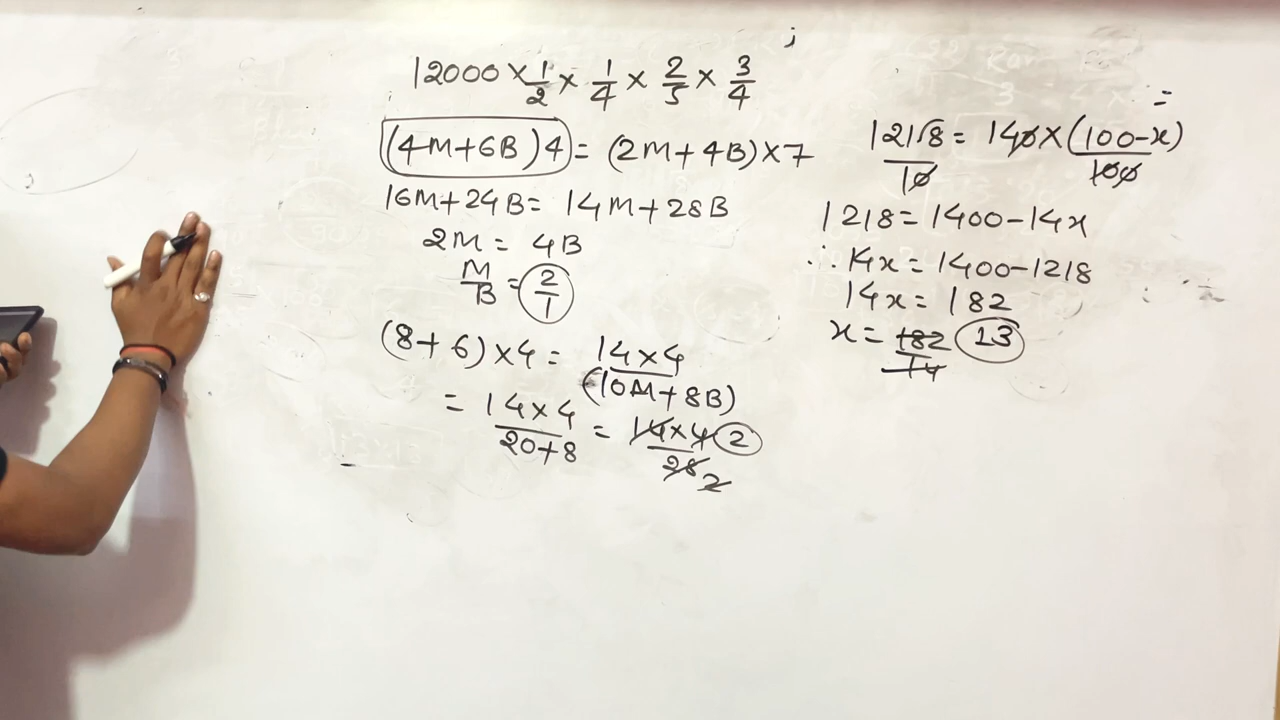 12000 × 1/2 × 1/4 × 2/5 × 3/4
(4M+6B)4 = (2M+4B)×7
16M+24B = 14M+28B
2M = 4B
M/B = 2/1
(8+6)×4 = 14×4/(10M+8B)
= 14×4/20+8 = 14×4/28 2 2
=
1218/10 = 140×(100-x)/100
1218 = 1400-14x
∴ 14x = 1400-1218
14x = 182
x = 182/14 13